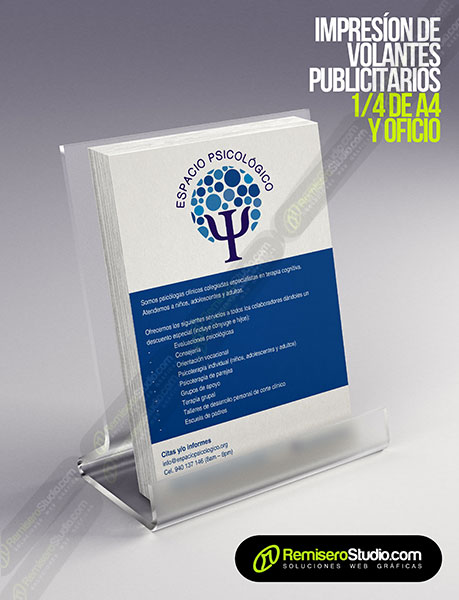 IMPRESÍON DE
VOLANTES
PUBLICITARIOS
1/4 DE A4
Y OFICIO
ESPACIO PSICOLÓGICO
Somos psicólogas clínicas colegiadas especialistas en terapia cognitiva.
Atendemos a niños, adolescentes y adultos.
Ofrecemos los siguientes servicios a todos los colaboradores dándoles un
descuento especial (incluye cónyuge e hijos):
· Evaluaciones psicológicas
· Consejería
· Orientación vocacional
· Psicoterapia individual (niños, adolescentes y adultos)
· Psicoterapia de parejas
· Grupos de apoyo
· Terapia grupal
· Talleres de desarrollo personal de corte clínico
· Escuela de padres
Citas y/o informes
info@espaciopsicologico.org
Cel. 940 137 146 (8am – 8pm)
RemiseroStudio.com
SOLUCIONES WEB GRÁFICAS